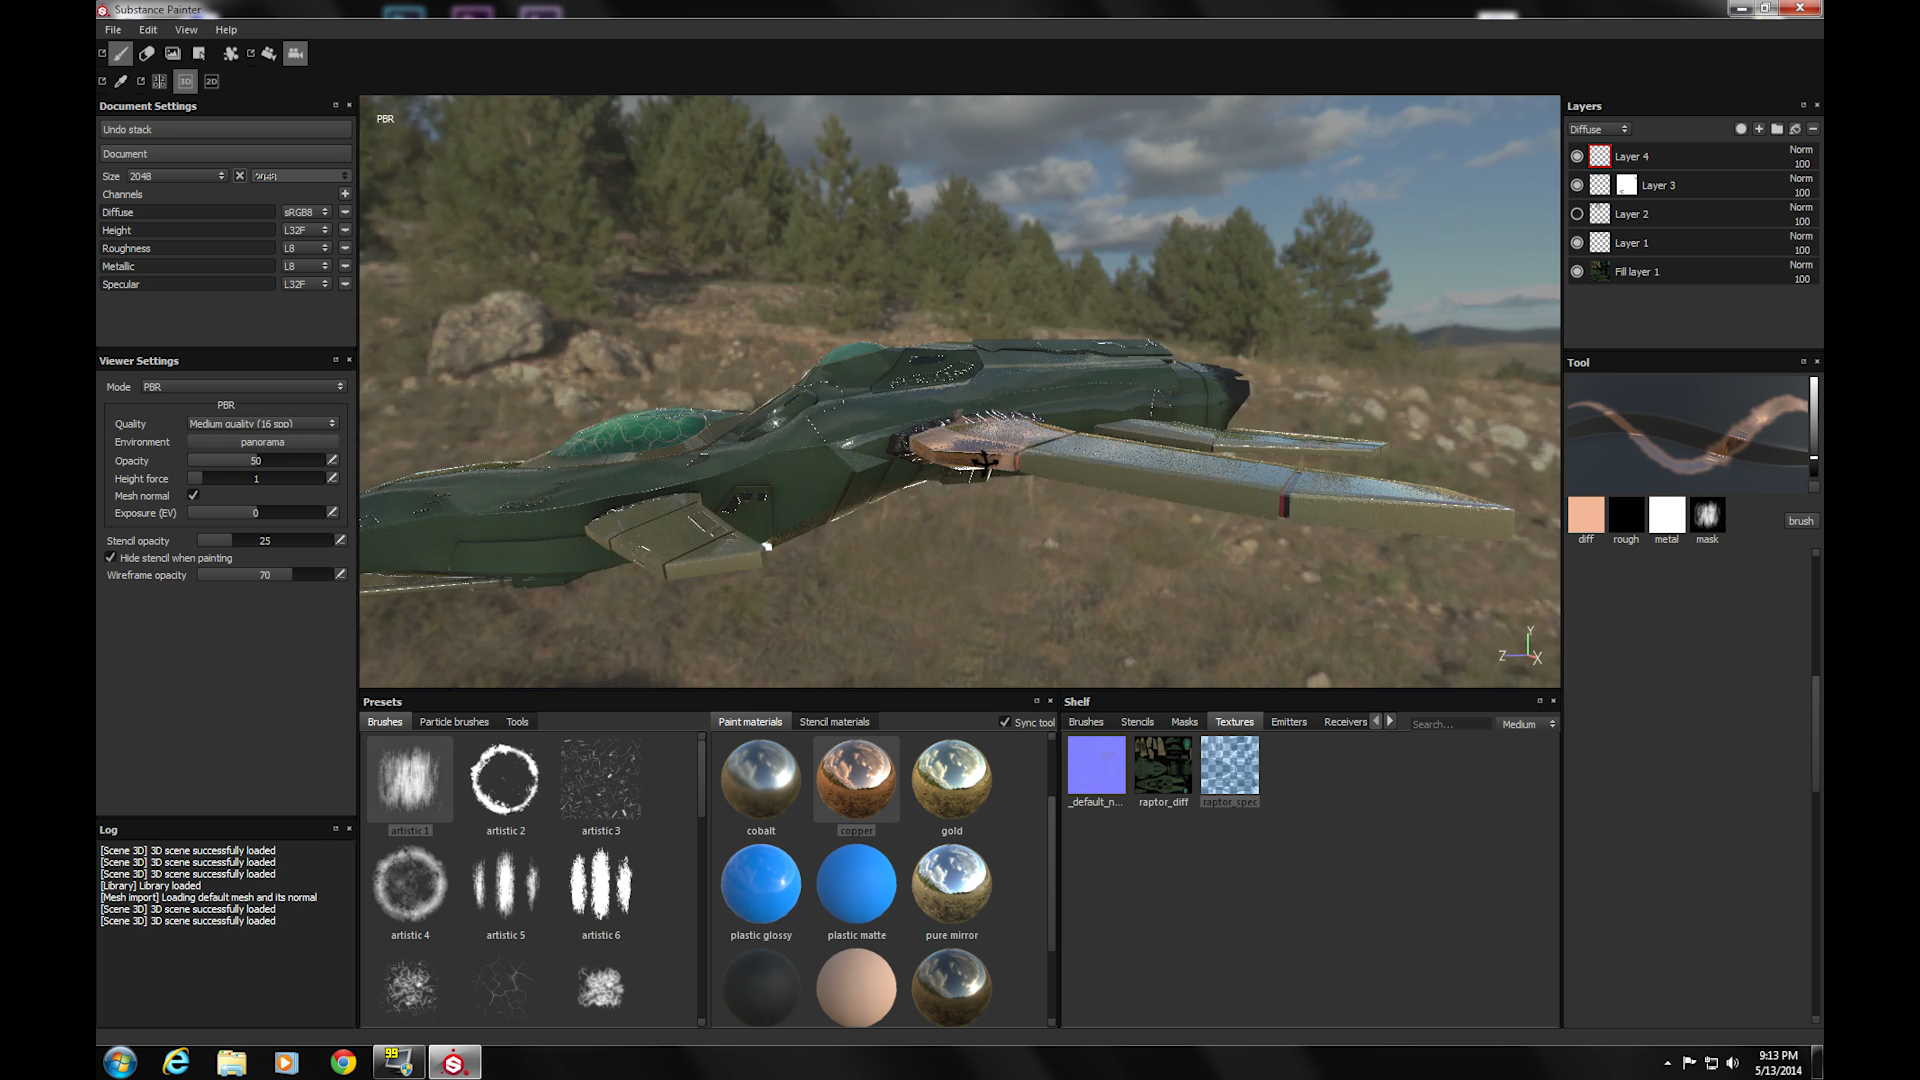 Substance Painter
File Edit View Help
3D 2D
Document Settings
Undo stack
Document
Size 2048 2048
Channels
Diffuse sRGB8
Height L32F
Roughness L8
Metallic L8
Specular L32F
Viewer Settings
Mode PBR
PBR
Quality Medium quality (16 spp)
Environment panorama
Opacity 50
Height force 1
Mesh normal
Exposure (EV) 0
Stencil opacity 25
Hide stencil when painting
Wireframe opacity 70
Log
[Scene 3D] 3D scene successfully loaded
[Scene 3D] 3D scene successfully loaded
[Scene 3D] 3D scene successfully loaded
[Library] Library loaded
[Mesh import] Loading default mesh and its normal
[Scene 3D] 3D scene successfully loaded
[Scene 3D] 3D scene successfully loaded
PBR
Y
Z X
Presets
Brushes Particle brushes Tools
artistic 1 artistic 2 artistic 3
artistic 4 artistic 5 artistic 6
Paint materials Stencil materials Sync tool
cobalt copper gold
plastic glossy plastic matte pure mirror
Shelf
Brushes Stencils Masks Textures Emitters Receivers Search... Medium
_default_n... raptor_diff raptor_spec
Layers
Diffuse
Layer 4 Norm
100
Layer 3 Norm
100
Layer 2 Norm
100
Layer 1 Norm
100
Fill layer 1 Norm
100
Tool
brush
diff rough metal mask
99
9:13 PM
5/13/2014